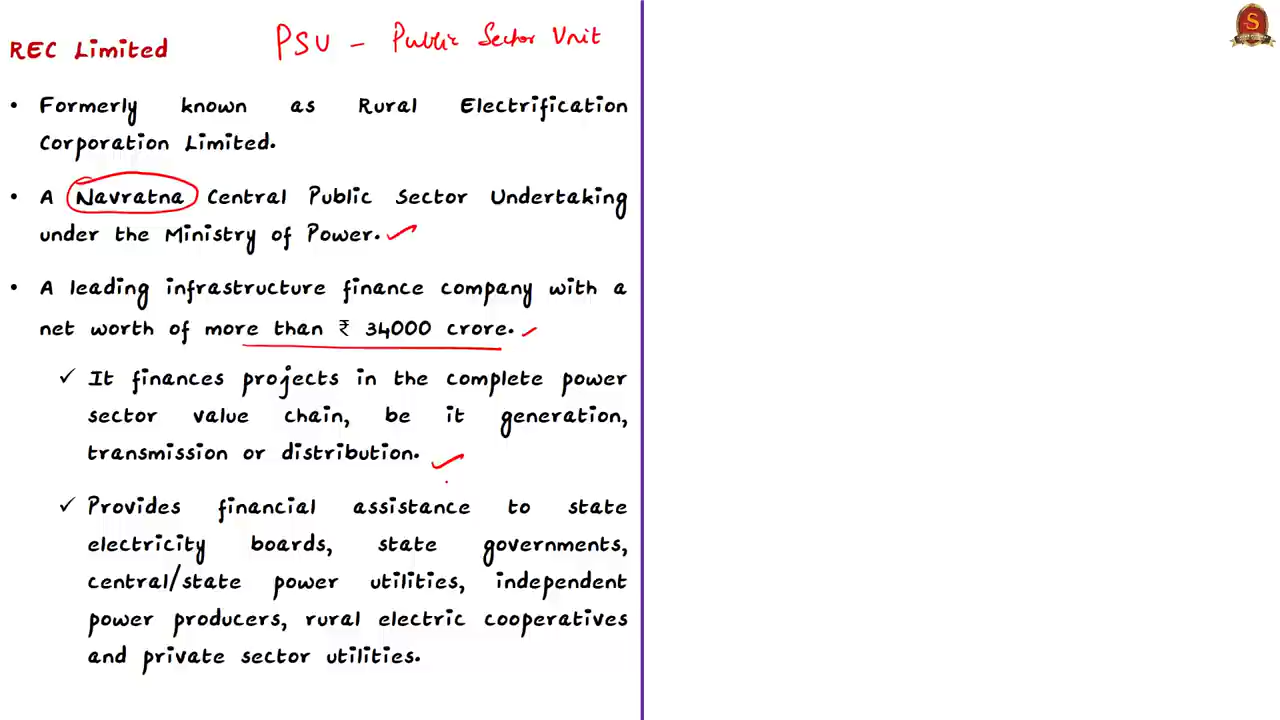 REC Limited
PSU - Public Sector Unit
• Formerly known as Rural Electrification
Corporation Limited.
• A Navratna Central Public Sector Undertaking
under the Ministry of Power.
• A leading infrastructure finance company with a
net worth of more than ₹ 34000 crore.
✓ It finances projects in the complete power
sector value chain, be it generation,
transmission or distribution.
✓ Provides financial assistance to state
electricity boards, state governments,
central/state power utilities, independent
power producers, rural electric cooperatives
and private sector utilities.
S